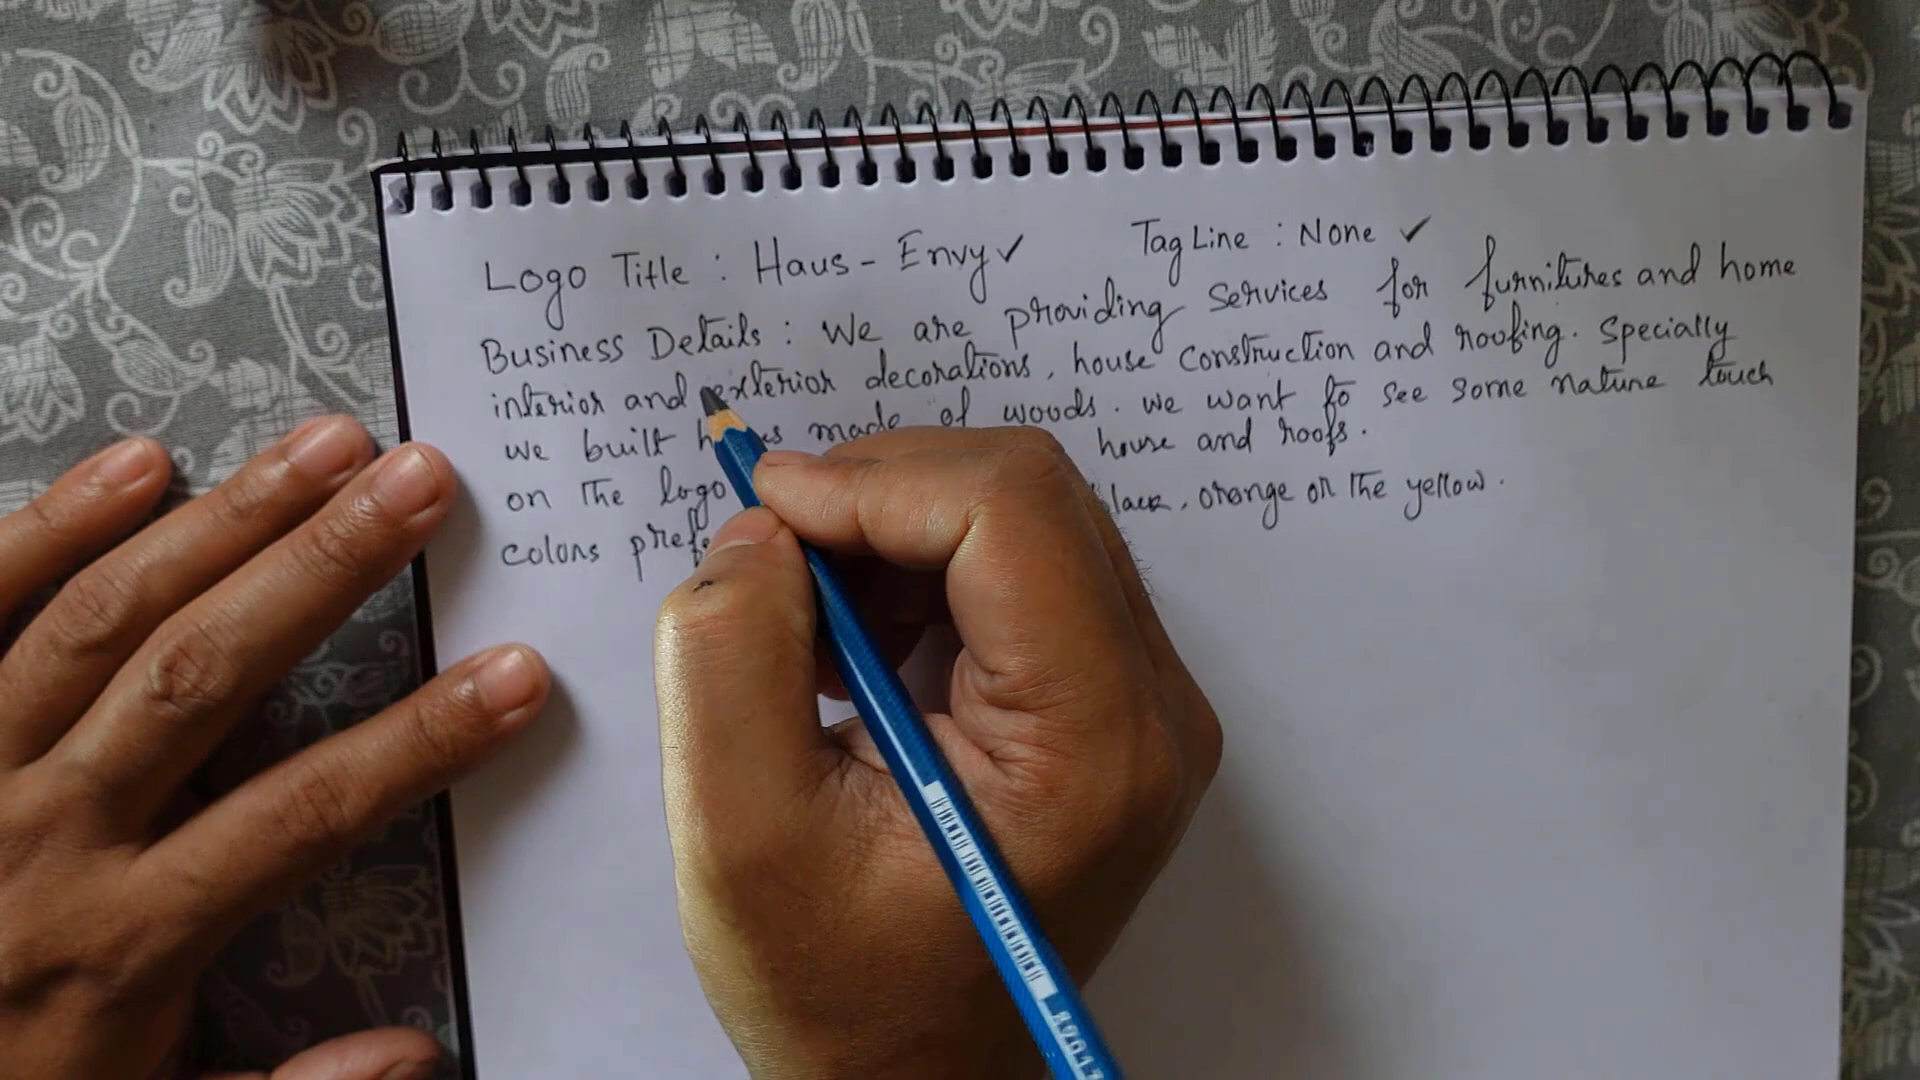 Logo Title : Haus - Envy ✓ TagLine : None ✓
Business Details : We are providing services for furnitures and home
interior and exterior decorations, house construction and roofing. Specially
we built made of woods. we want to see some nature touch
on the logo house and roofs.
colors orange or the yellow.